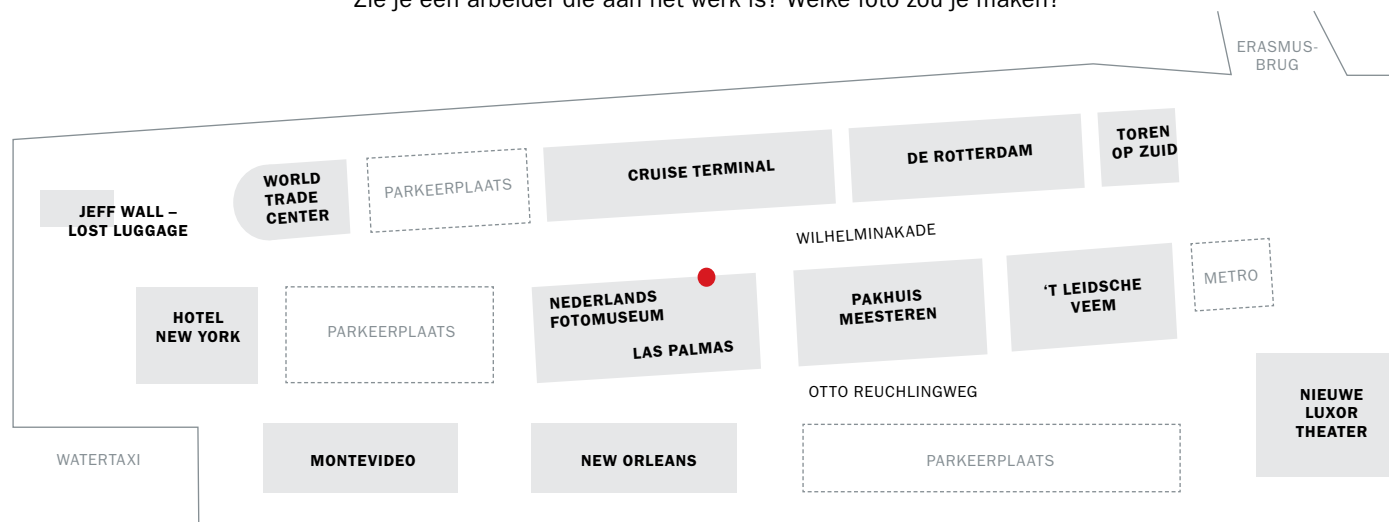 Zie je een arbeider die aan het werk is? Welke foto zou je maken?
ERASMUS-
BRUG
TOREN
OP ZUID
DE ROTTERDAM
CRUISE TERMINAL
PARKEERPLAATS
WORLD
TRADE
CENTER
JEFF WALL –
LOST LUGGAGE
WILHELMINAKADE
METRO
‘T LEIDSCHE
VEEM
PAKHUIS
MEESTEREN
NEDERLANDS
FOTOMUSEUM
LAS PALMAS
PARKEERPLAATS
HOTEL
NEW YORK
OTTO REUCHLINGWEG
NIEUWE
LUXOR
THEATER
WATERTAXI
MONTEVIDEO
NEW ORLEANS
PARKEERPLAATS